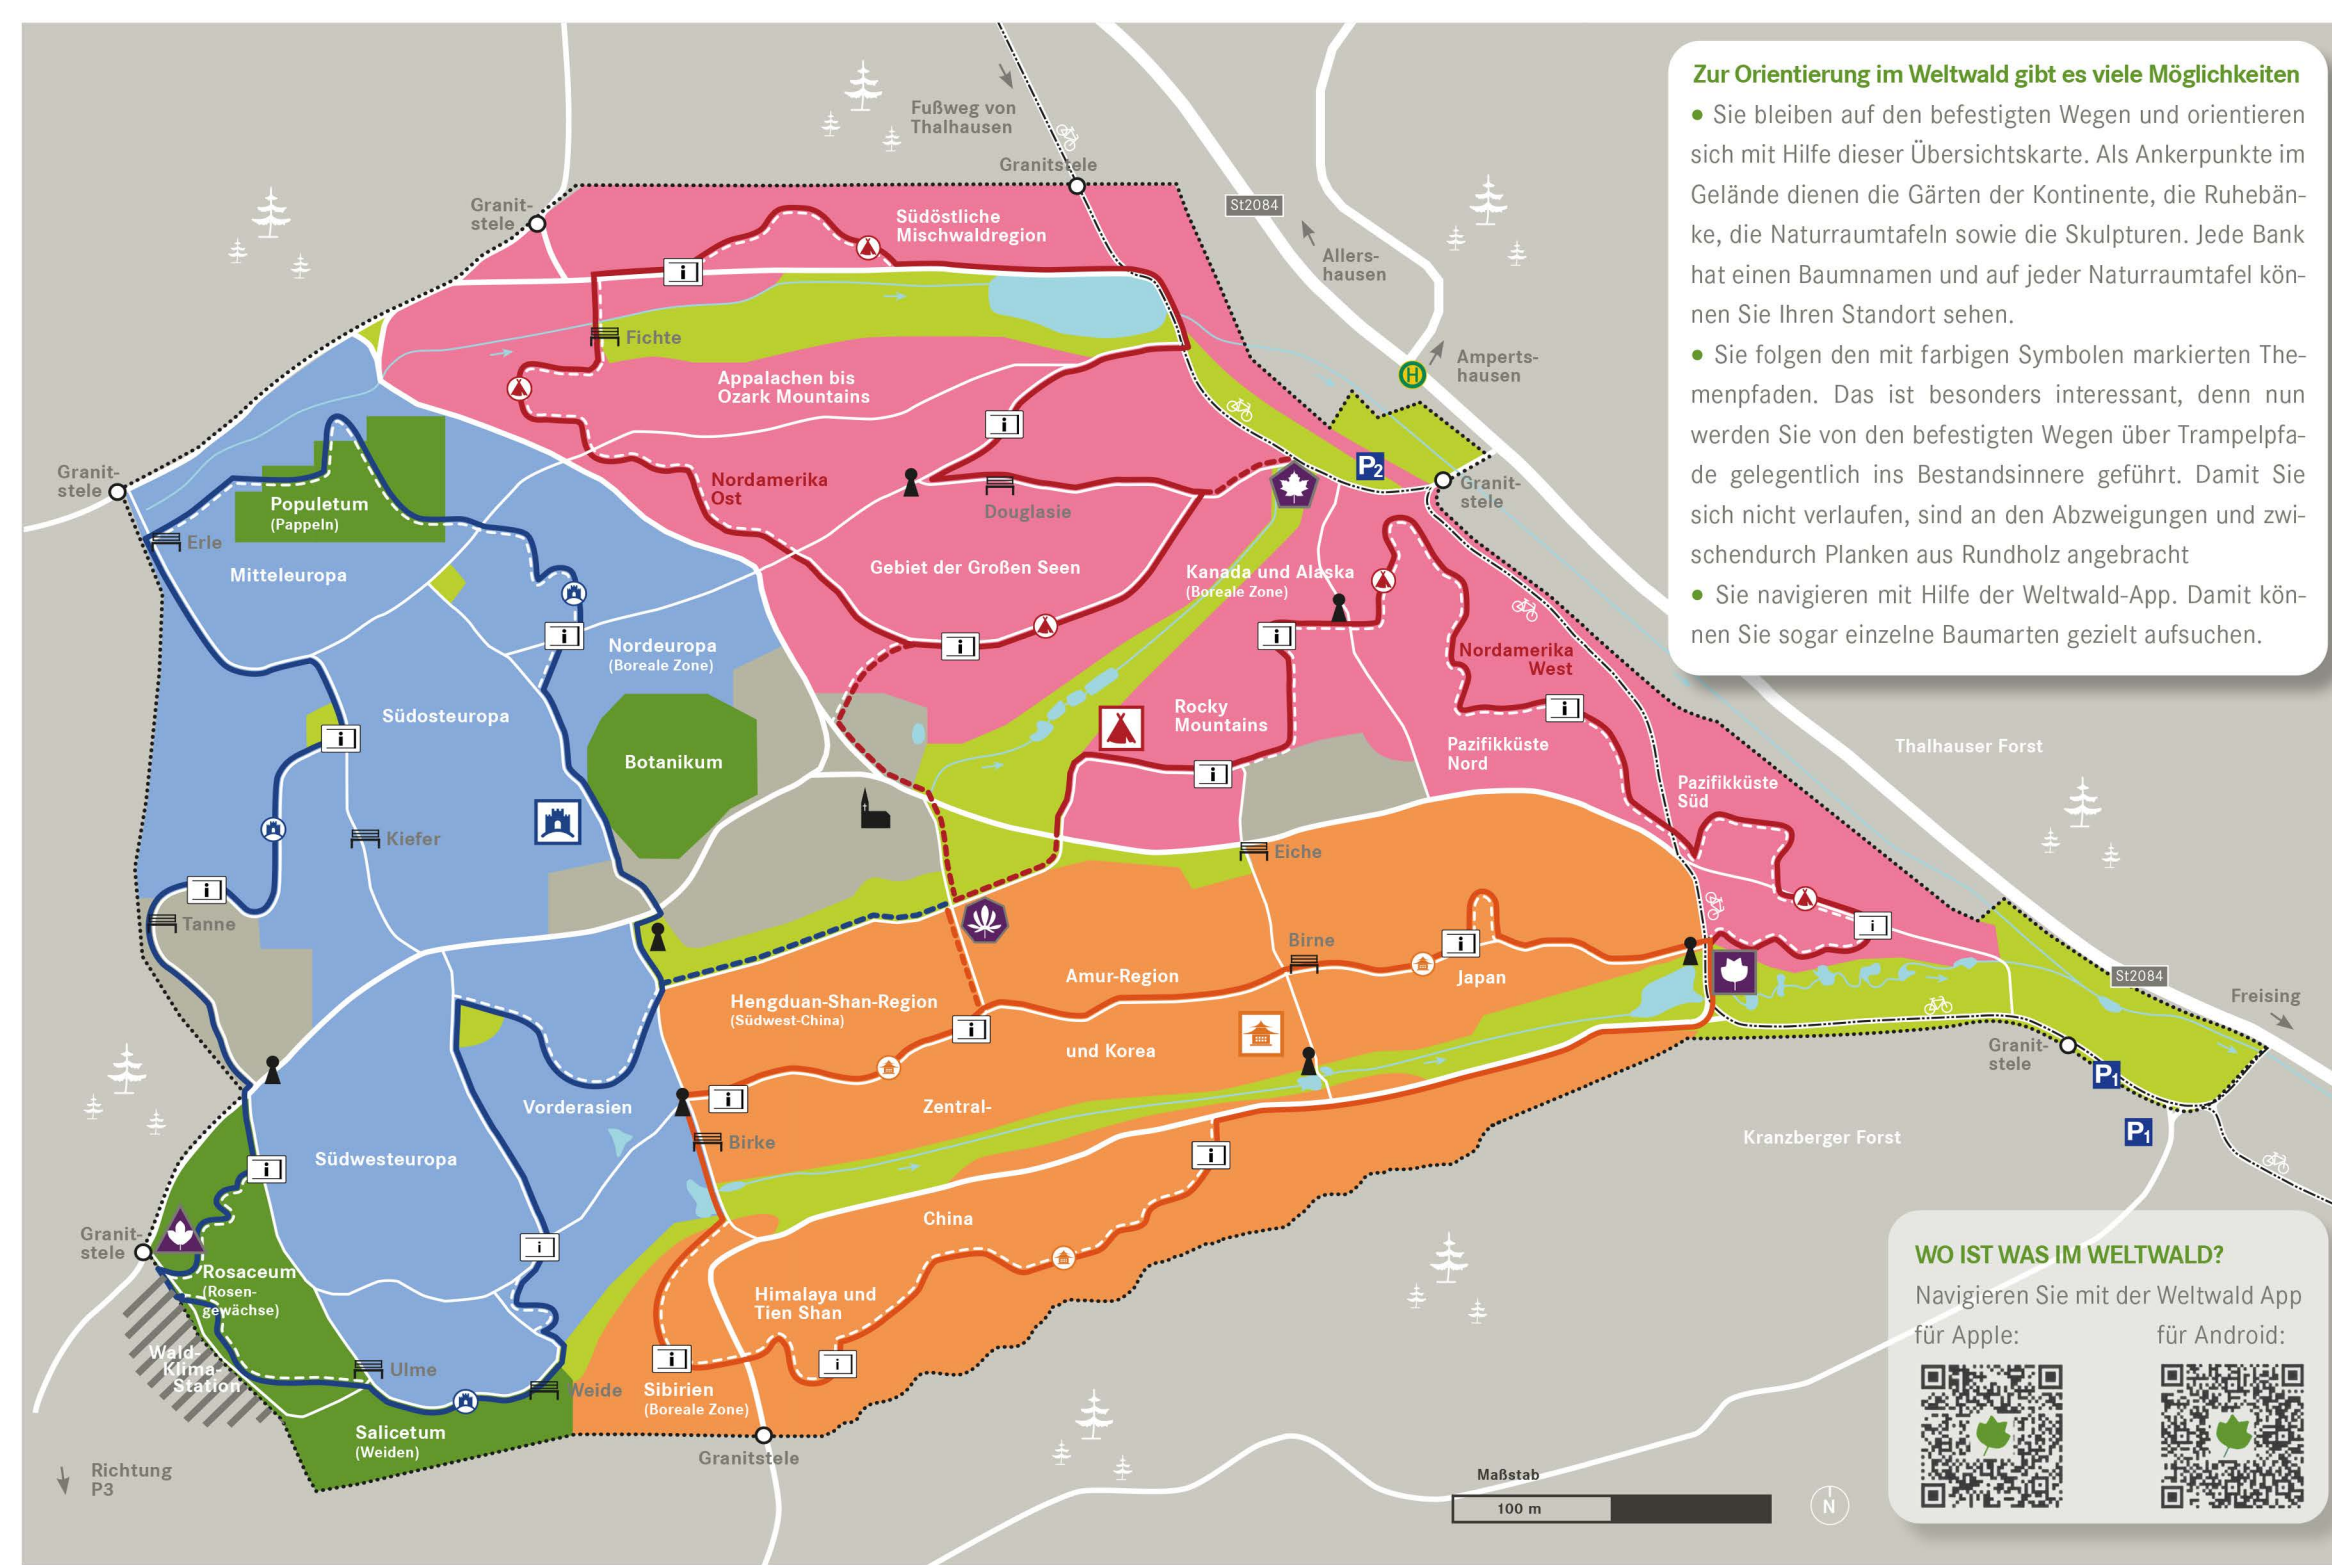 Zur Orientierung im Weltwald gibt es viele Möglichkeiten
● Sie bleiben auf den befestigten Wegen und orientieren
sich mit Hilfe dieser Übersichtskarte. Als Ankerpunkte im
Gelände dienen die Gärten der Kontinente, die Ruhebän-
ke, die Naturraumtafeln sowie die Skulpturen. Jede Bank
hat einen Baumnamen und auf jeder Naturraumtafel kön-
nen Sie Ihren Standort sehen.
● Sie folgen den mit farbigen Symbolen markierten The-
menpfaden. Das ist besonders interessant, denn nun
werden Sie von den befestigten Wegen über Trampelpfa-
de gelegentlich ins Bestandsinnere geführt. Damit Sie
sich nicht verlaufen, sind an den Abzweigungen und zwi-
schendurch Planken aus Rundholz angebracht
● Sie navigieren mit Hilfe der Weltwald-App. Damit kön-
nen Sie sogar einzelne Baumarten gezielt aufsuchen.
Fußweg von
Thalhausen
Granitstele
Granit-
stele
St2084
Allers-
hausen
Südöstliche
Mischwaldregion
i
Fichte
Amperts-
hausen
H
Appalachen bis
Ozark Mountains
i
Granit-
stele
Nordamerika
Ost
Douglasie
P2
Granit-
stele
Populetum
(Pappeln)
Erle
Mitteleuropa
Gebiet der Großen Seen
Kanada und Alaska
(Boreale Zone)
i
Nordeuropa
(Boreale Zone)
i
i
Nordamerika
West
Südosteuropa
i
Rocky
Mountains
i
Pazifikküste
Nord
i
Botanikum
Thalhauser Forst
Pazifikküste
Süd
Kiefer
Eiche
i
Tanne
i
Birne
i
Japan
Amur-Region
St2084
Freising
Hengduan-Shan-Region
(Südwest-China)
i
und Korea
Granit-
stele
P1
P1
Vorderasien
i
Zentral-
Birke
Kranzberger Forst
Südwesteuropa
i
i
China
Granit-
stele
i
Rosaceum
(Rosen-
gewächse)
Himalaya und
Tien Shan
Wald-
Klima-
Station
Ulme
i
i
Weide
Sibirien
(Boreale Zone)
Salicetum
(Weiden)
Granitstele
Richtung
P3
Maßstab
100 m
N
WO IST WAS IM WELTWALD?
Navigieren Sie mit der Weltwald App
für Apple:
für Android: